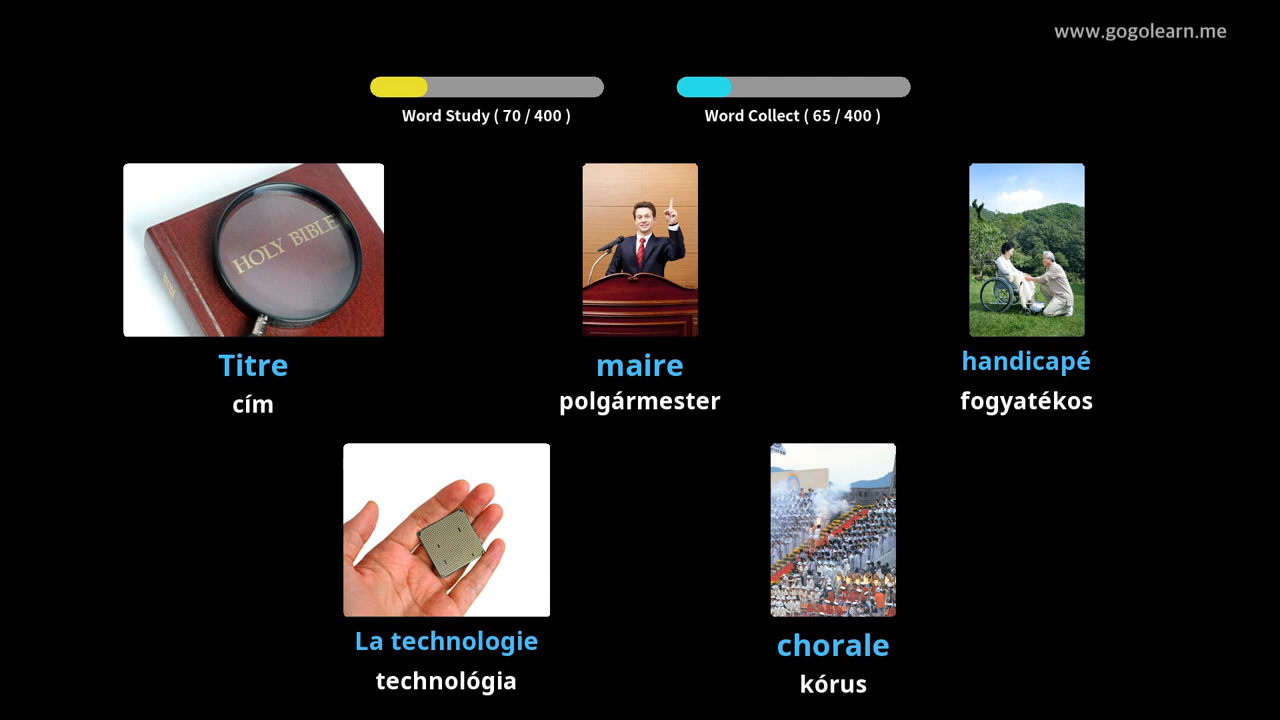 www.gogolearn.me
Word Study ( 70 / 400 )
Word Collect ( 65 / 400 )
HOLY BIBLE
Titre
cím
maire
polgármester
handicapé
fogyatékos
La technologie
technológia
chorale
kórus